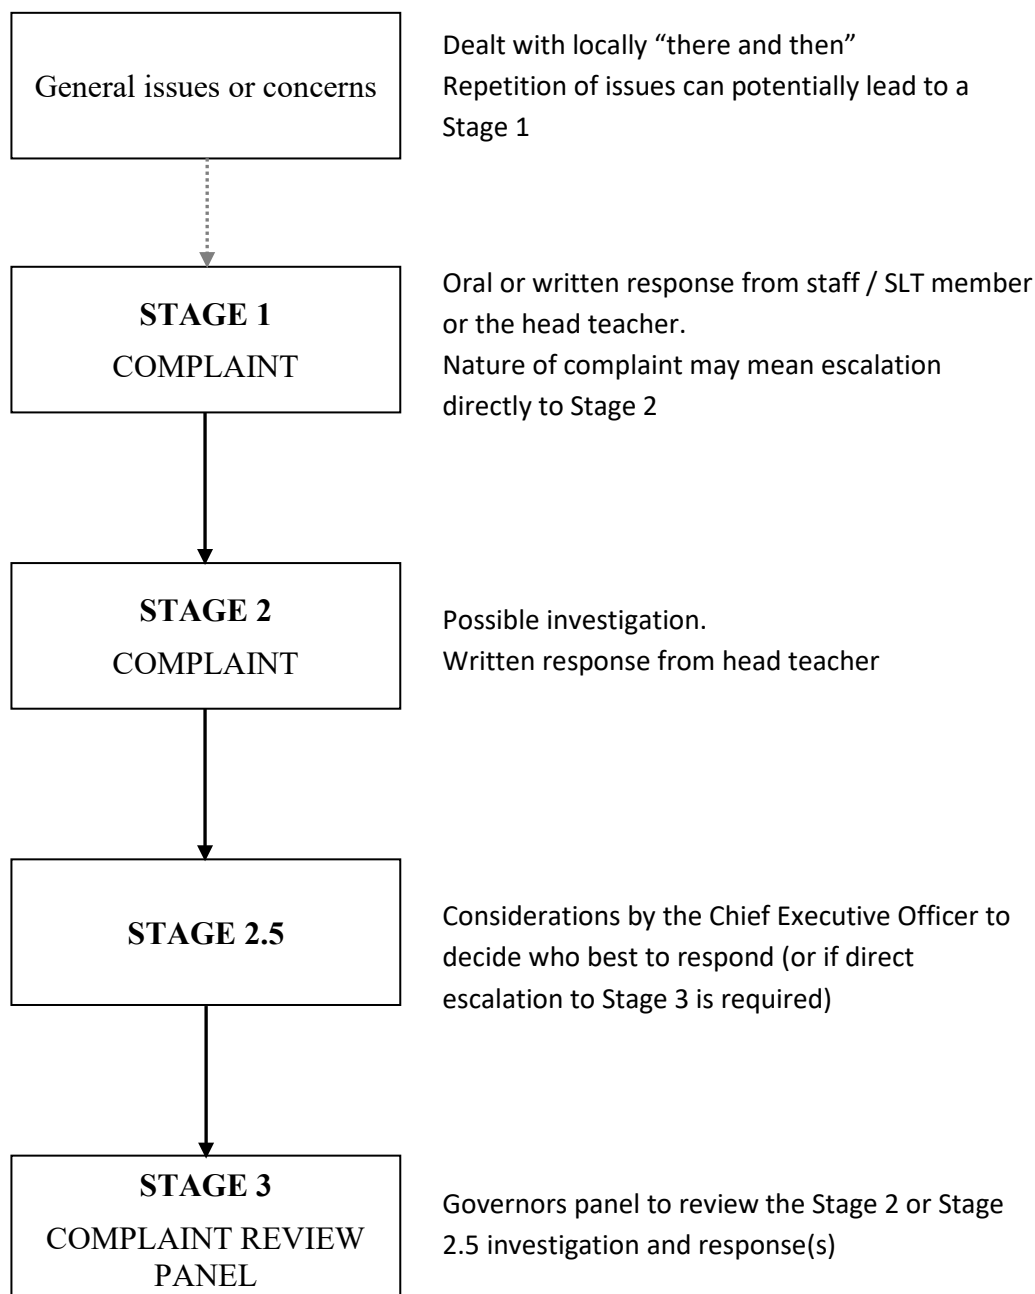 Dealt with locally “there and then”
General issues or concerns
Repetition of issues can potentially lead to a
Stage 1
Oral or written response from staff / SLT member
STAGE 1
or the head teacher.
COMPLAINT
Nature of complaint may mean escalation
directly to Stage 2
STAGE 2
Possible investigation.
COMPLAINT
Written response from head teacher
STAGE 2.5
Considerations by the Chief Executive Officer to
decide who best to respond (or if direct
escalation to Stage 3 is required)
STAGE 3
COMPLAINT REVIEW
PANEL
Governors panel to review the Stage 2 or Stage
2.5 investigation and response(s)